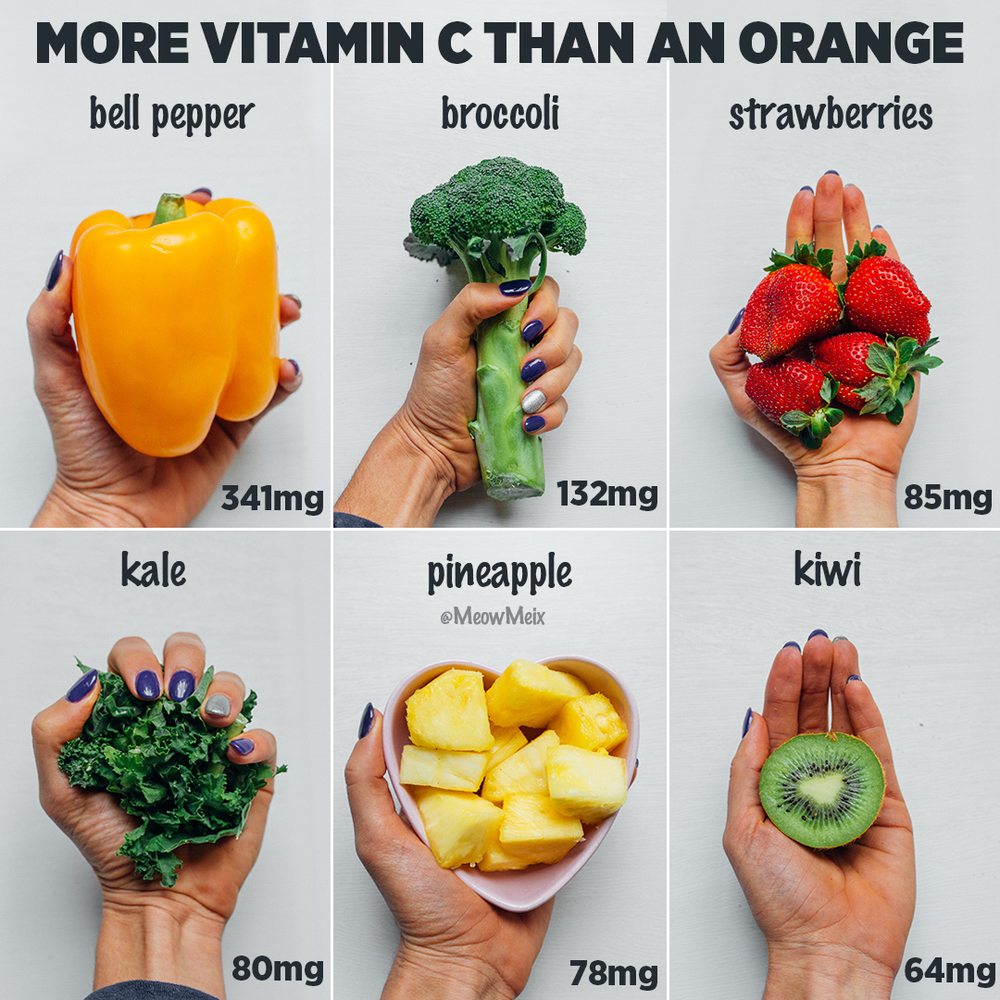 MORE VITAMIN C THAN AN ORANGE
bell pepper
broccoli
strawberries
341mg
132mg
85mg
kale
pineapple
kiwi
@MeowMeix
80mg
78mg
64mg